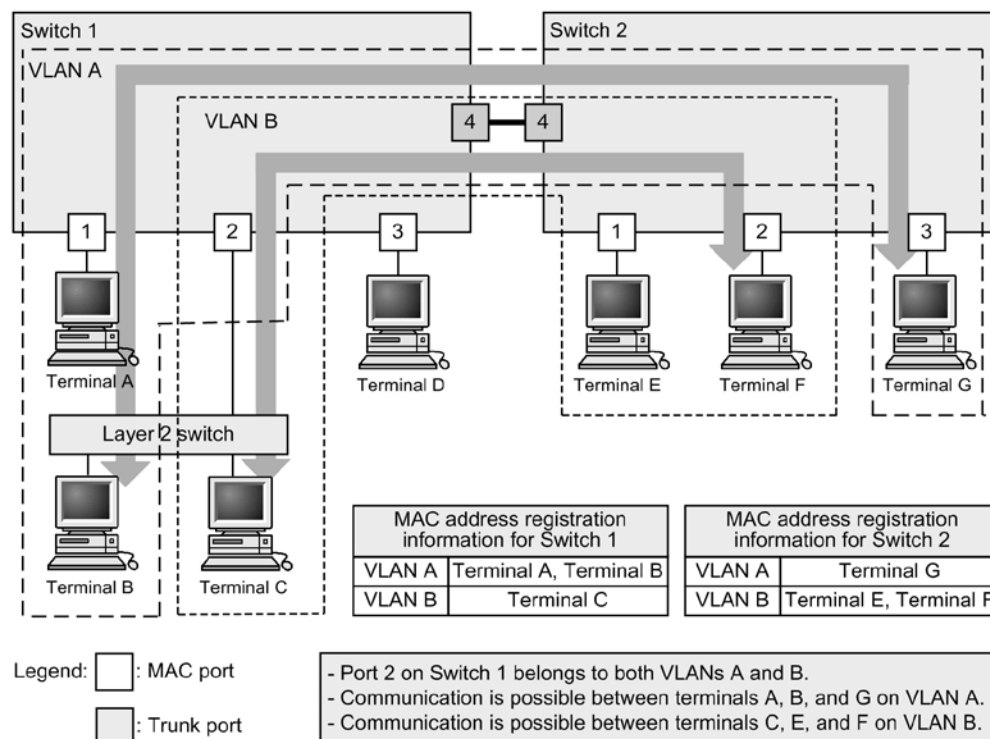 Switch 1
Switch 2
VLAN A
VLAN B
4
4
1
2
3
1
2
3
Terminal A
Terminal D
Terminal E
Terminal F
Terminal G
Layer 2 switch
Terminal B
Terminal C
MAC address registration
information for Switch 1
VLAN A Terminal A, Terminal B
VLAN B Terminal C
MAC address registration
information for Switch 2
VLAN A Terminal G
VLAN B Terminal E, Terminal F
Legend: : MAC port
: Trunk port
- Port 2 on Switch 1 belongs to both VLANs A and B.
- Communication is possible between terminals A, B, and G on VLAN A.
- Communication is possible between terminals C, E, and F on VLAN B.